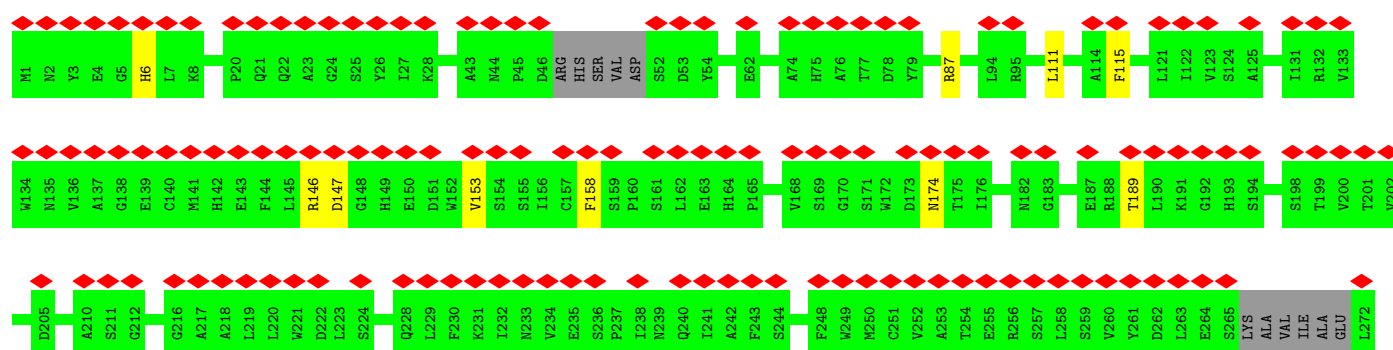 M1 N2 Y3 E4 G5 H6 L7 K8 P20 Q21 Q22 A23 G24 S25 Y26 I27 K28 A43 N44 P45 D46 ARG HIS SER VAL ASP S52 D53 Y54 E62 A74 H75 A76 T77 D78 Y79 R87 L94 R95 L111 A114 F115 L121 I122 V123 S124 A125 I131 R132 V133
W134 N135 V136 A137 G138 E139 C140 M141 H142 E143 F144 L145 R146 D147 G148 H149 E150 D151 W152 V153 S154 S155 I156 C157 F158 S159 P160 S161 L162 E163 H164 P165 V168 S169 G170 S171 W172 D173 N174 T175 I176 N182 G183 E187 R188 T189 L190 K191 G192 H193 S194 S198 T199 V200 T201 V202
D205 A210 S211 G212 G216 A217 A218 L219 L220 W221 D222 L223 S224 Q228 L229 F230 K231 I232 N233 V234 E235 S236 P237 I238 N239 Q240 I241 A242 F243 S244 F248 W249 M250 C251 V252 A253 T254 E255 R256 S257 L258 S259 V260 Y261 D262 L263 E264 S265 LYS ALA VAL ILE ALA GLU L272